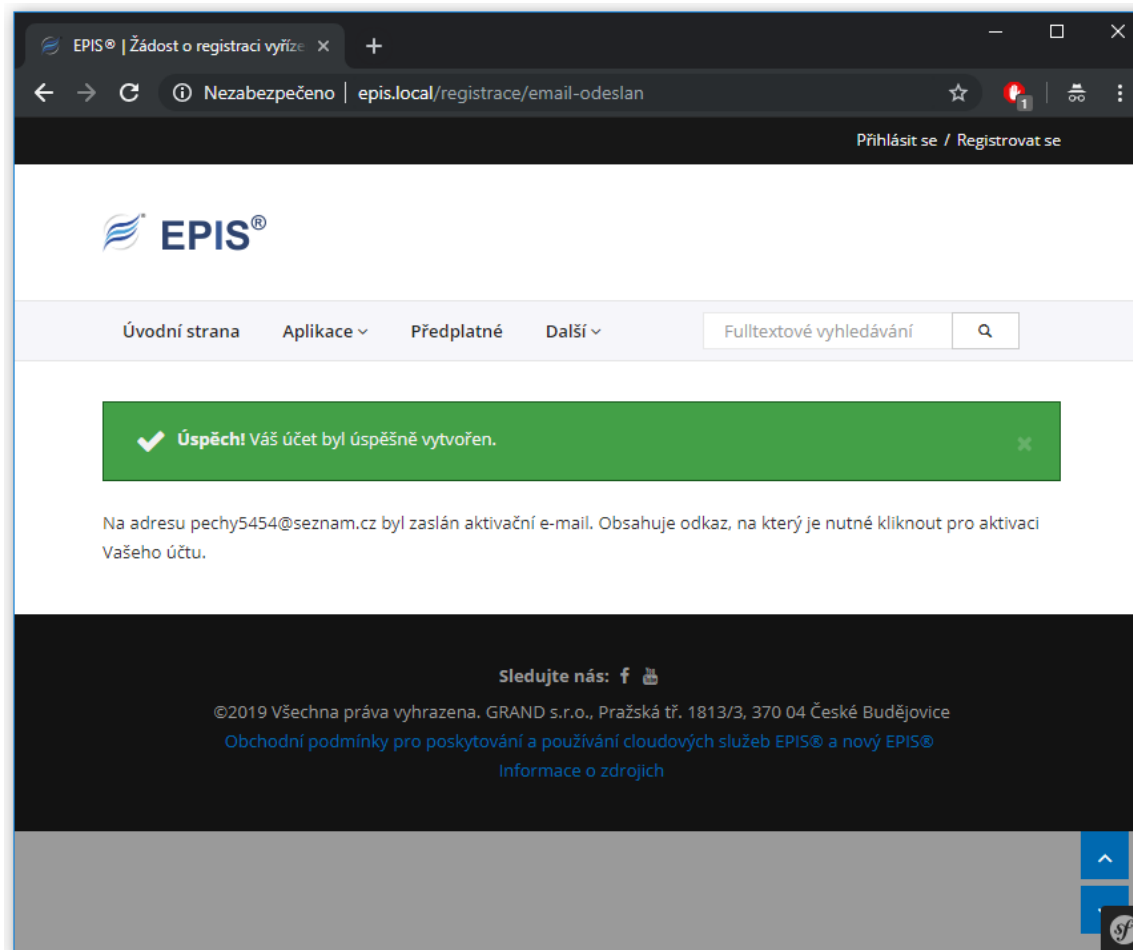 EPIS® | Žádost o registraci vyříze
Nezabezpečeno | epis.local/registrace/email-odeslan
1
Přihlásit se / Registrovat se
EPIS®
Úvodní strana Aplikace Předplatné Další Fulltextové vyhledávání
Úspěch! Váš účet byl úspěšně vytvořen.
Na adresu pechy5454@seznam.cz byl zaslán aktivační e-mail. Obsahuje odkaz, na který je nutné kliknout pro aktivaci
Vašeho účtu.
Sledujte nás:
©2019 Všechna práva vyhrazena. GRAND s.r.o., Pražská tř. 1813/3, 370 04 České Budějovice
Obchodní podmínky pro poskytování a používání cloudových služeb EPIS® a nový EPIS®
Informace o zdrojich
sf